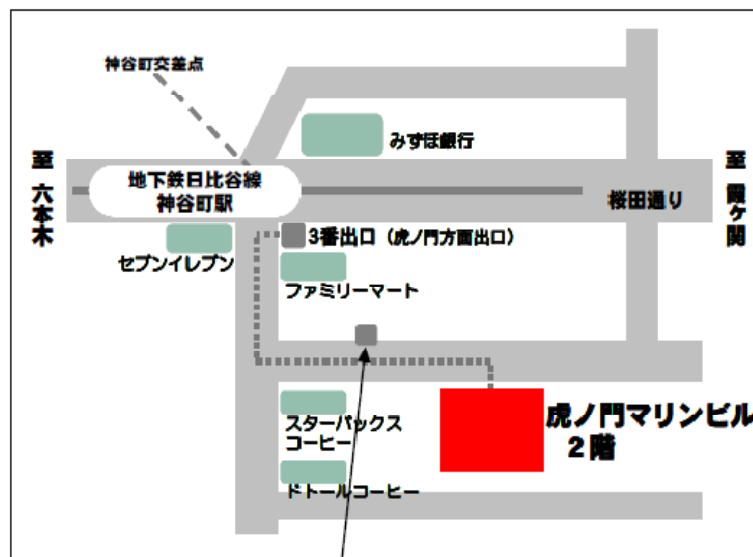 神谷町交差点
みずほ銀行
至 六本木
地下鉄日比谷線
神谷町駅
桜田通り
至 霞ヶ関
セブンイレブン
3番出口（虎ノ門方面出口）
ファミリーマート
スターバックス
コーヒー
虎ノ門マリンビル
２階
ドトールコーヒー